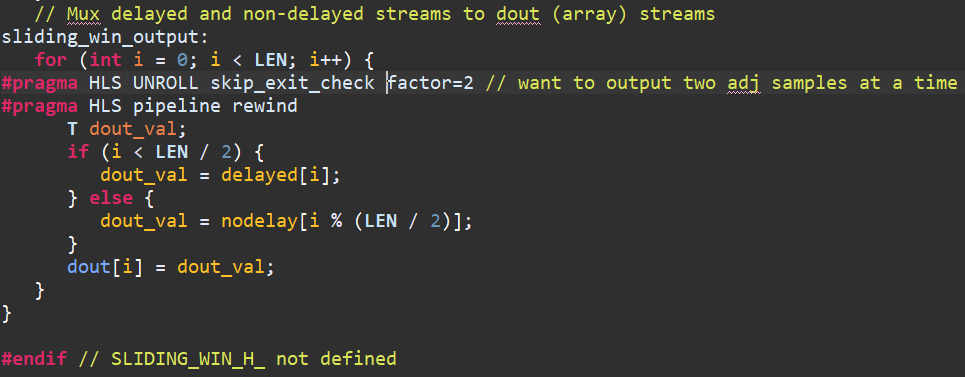 // Mux delayed and non-delayed streams to dout (array) streams
sliding_win_output:
for (int i = 0; i < LEN; i++) {
#pragma HLS UNROLL skip_exit_check factor=2 // want to output two adj samples at a time
#pragma HLS pipeline rewind
T dout_val;
if (i < LEN / 2) {
dout_val = delayed[i];
} else {
dout_val = nodelay[i % (LEN / 2)];
}
dout[i] = dout_val;
}
}
#endif // SLIDING_WIN_H_ not defined